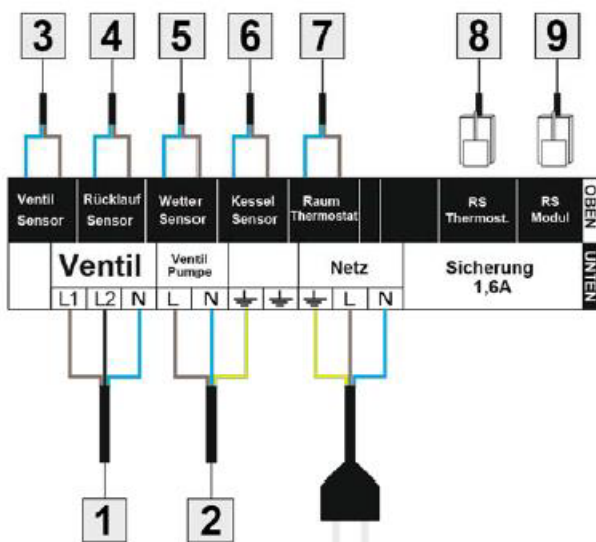 3 4 5 6 7 8 9
Ventil Sensor
Rücklauf Sensor
Wetter Sensor
Kessel Sensor
Raum Thermostat
RS Thermost.
RS Modul
OBEN
Ventil
Ventil Pumpe
Netz
Sicherung
1,6A
UNTEN
L1 L2 N L N L N
1 2